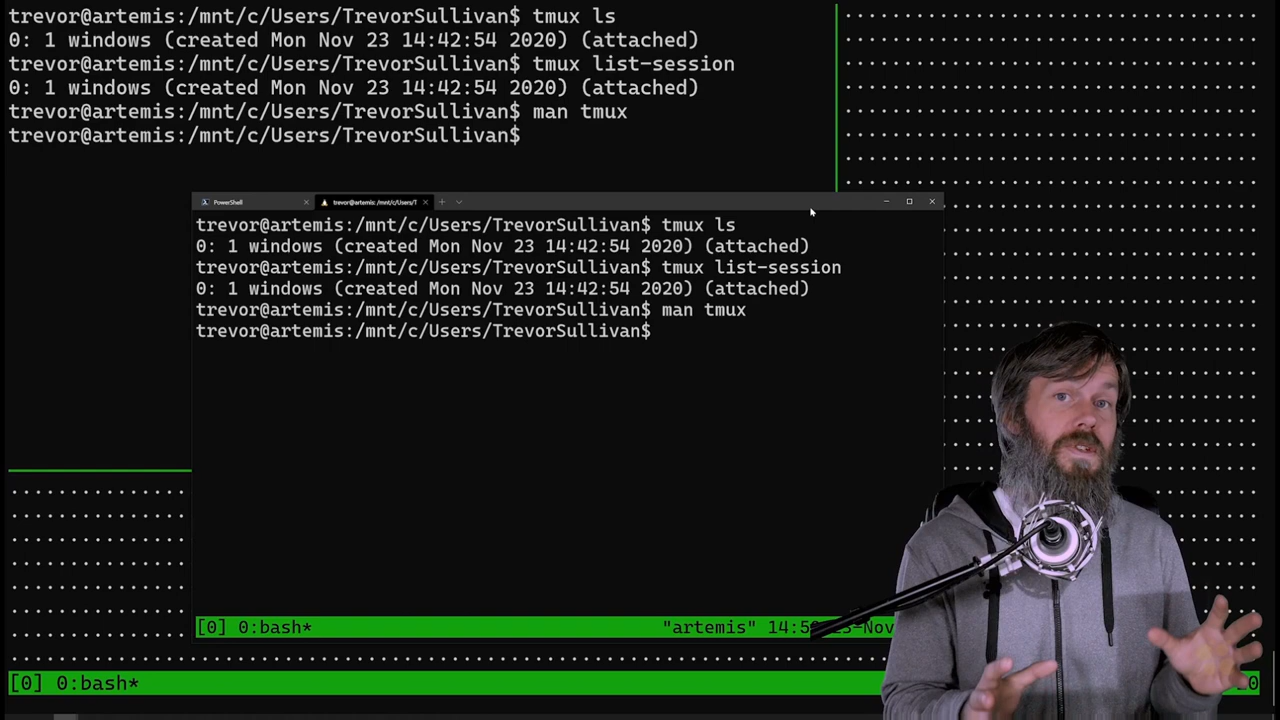 trevor@artemis:/mnt/c/Users/TrevorSullivan$ tmux ls
0: 1 windows (created Mon Nov 23 14:42:54 2020) (attached)
trevor@artemis:/mnt/c/Users/TrevorSullivan$ tmux list-session
0: 1 windows (created Mon Nov 23 14:42:54 2020) (attached)
trevor@artemis:/mnt/c/Users/TrevorSullivan$ man tmux
trevor@artemis:/mnt/c/Users/TrevorSullivan$
PowerShell
trevor@artemis: /mnt/c/Users/T
trevor@artemis:/mnt/c/Users/TrevorSullivan$ tmux ls
0: 1 windows (created Mon Nov 23 14:42:54 2020) (attached)
trevor@artemis:/mnt/c/Users/TrevorSullivan$ tmux list-session
0: 1 windows (created Mon Nov 23 14:42:54 2020) (attached)
trevor@artemis:/mnt/c/Users/TrevorSullivan$ man tmux
trevor@artemis:/mnt/c/Users/TrevorSullivan$
[0] 0:bash* "artemis"
[0] 0:bash* 20